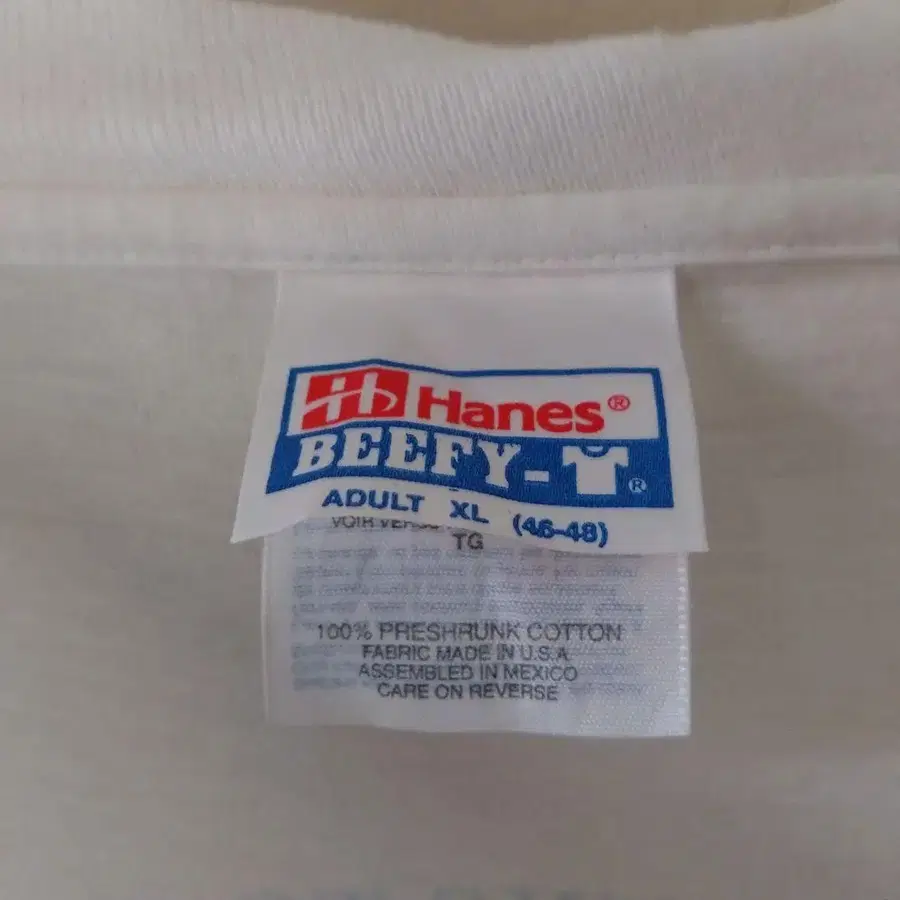 Hanes®
BEEFY-T®
ADULT XL (46-48)
VOIR
TG
100% PRESHRUNK COTTON
FABRIC MADE IN U.S.A
ASSEMBLED IN MEXICO
CARE ON REVERSE